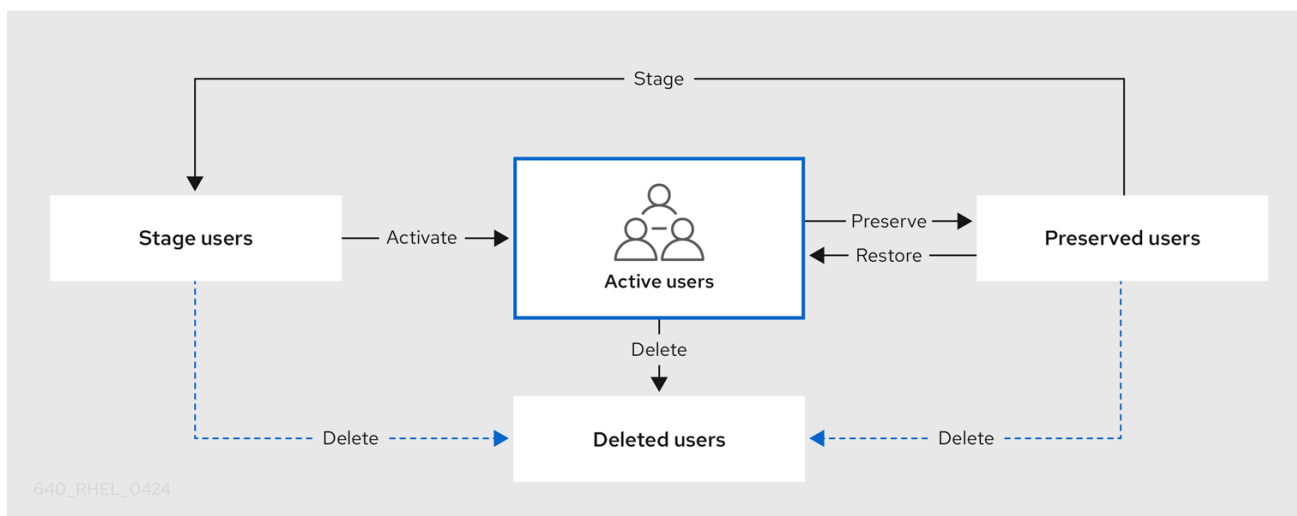 Stage
Stage users
Activate
Active users
Preserve
Restore
Preserved users
Delete
Delete
Deleted users
Delete
640_RHEL_0424